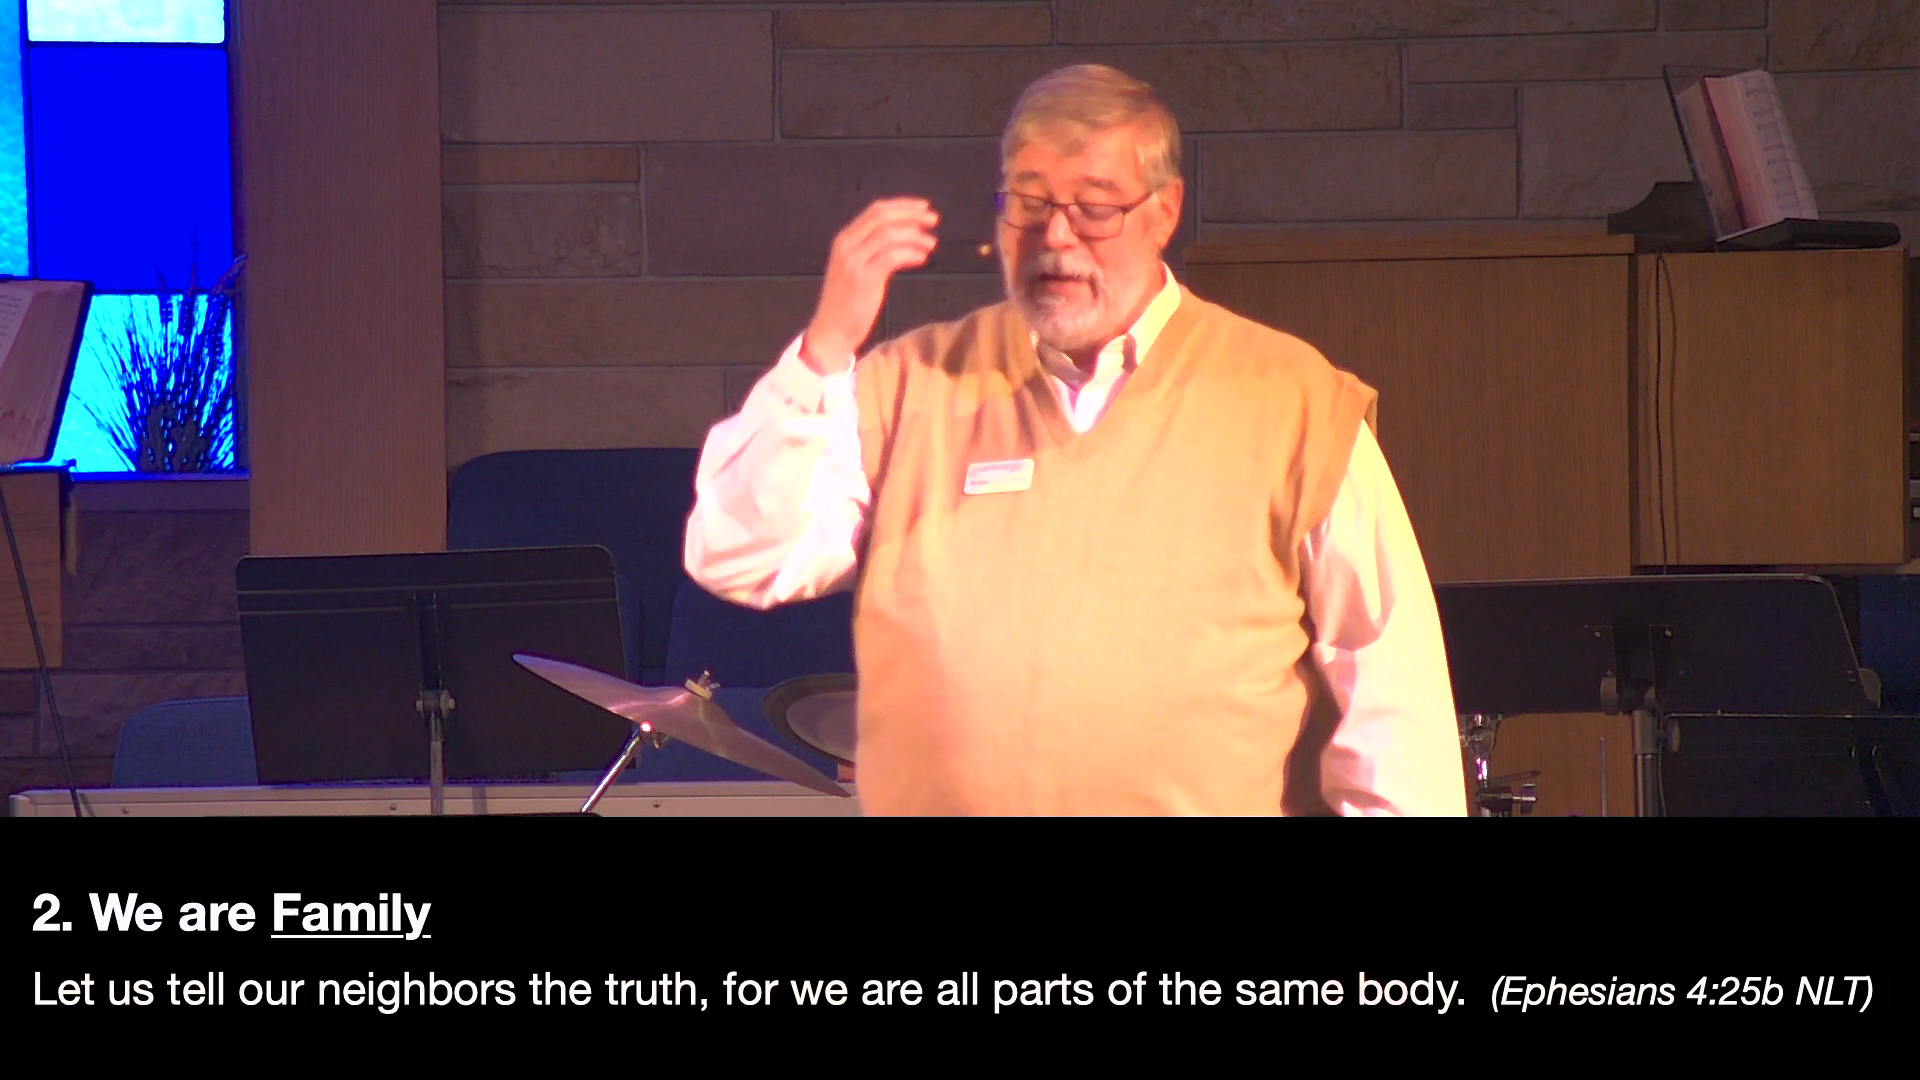 2. We are Family
Let us tell our neighbors the truth, for we are all parts of the same body. (Ephesians 4:25b NLT)